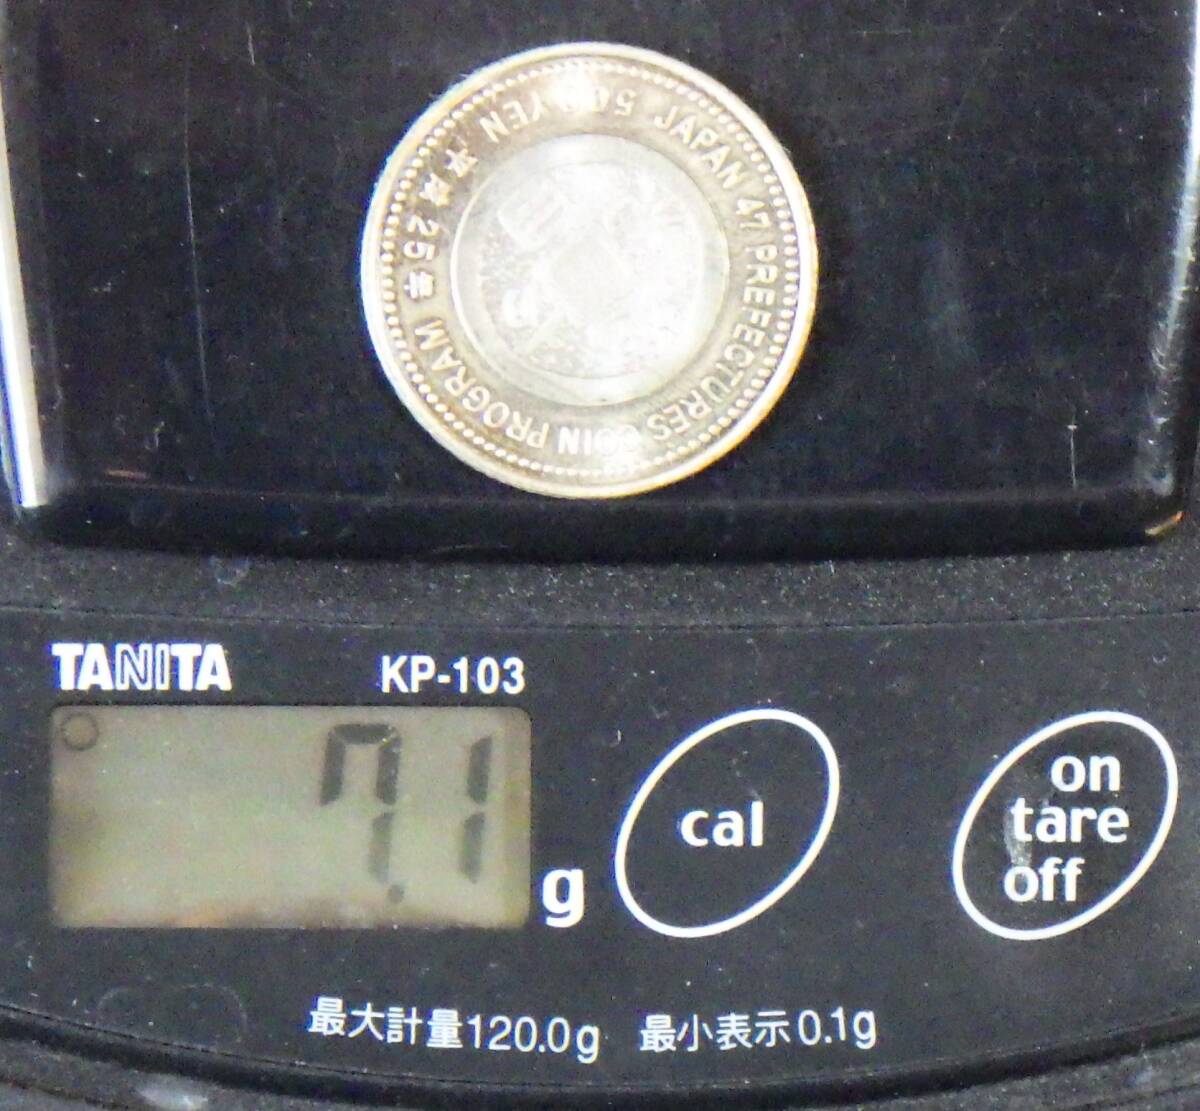 JAPAN 47 PREFECTURES COIN PROGRAM
平成25年
500 YEN
TANITA KP-103
7.1 g
cal
on
tare
off
最大計量120.0g 最小表示0.1g